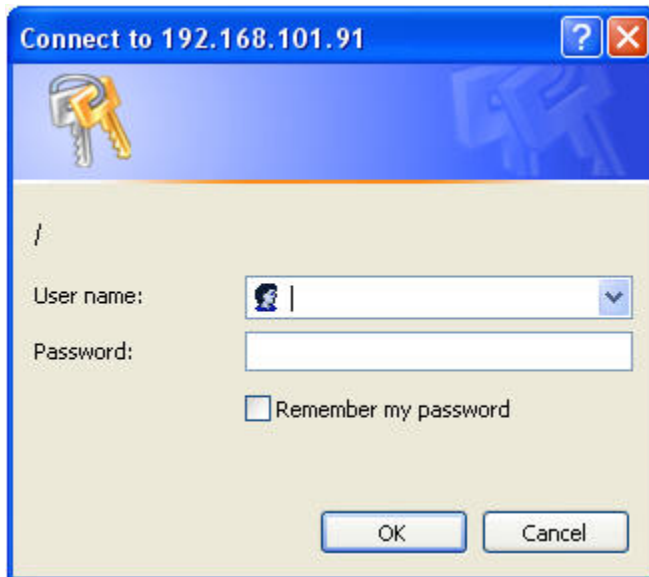 Connect to 192.168.101.91
/
User name:
Password:
Remember my password
OK
Cancel